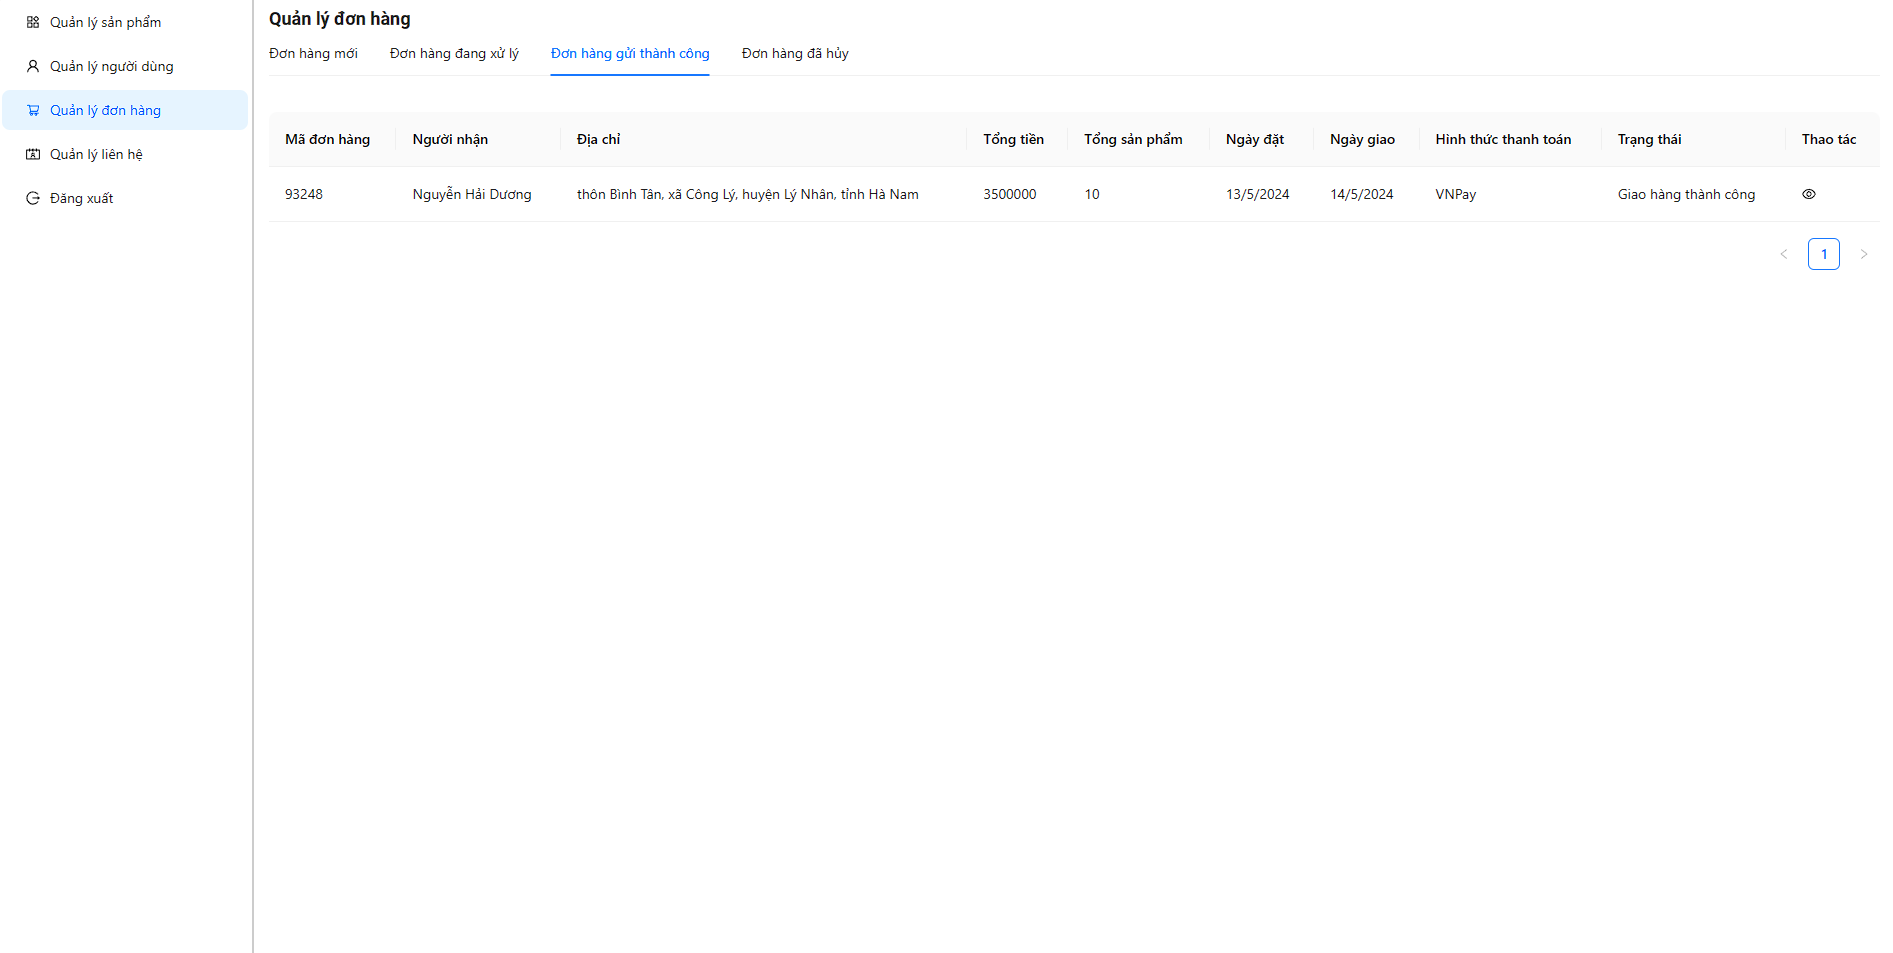 Quản lý sản phẩm
Quản lý người dùng
Quản lý đơn hàng
Quản lý liên hệ
Đăng xuất
Quản lý đơn hàng
Đơn hàng mới Đơn hàng đang xử lý Đơn hàng gửi thành công Đơn hàng đã hủy
Mã đơn hàng Người nhận Địa chỉ Tổng tiền Tổng sản phẩm Ngày đặt Ngày giao Hình thức thanh toán Trạng thái Thao tác
93248 Nguyễn Hải Dương thôn Bình Tân, xã Công Lý, huyện Lý Nhân, tỉnh Hà Nam 3500000 10 13/5/2024 14/5/2024 VNPay Giao hàng thành công
1